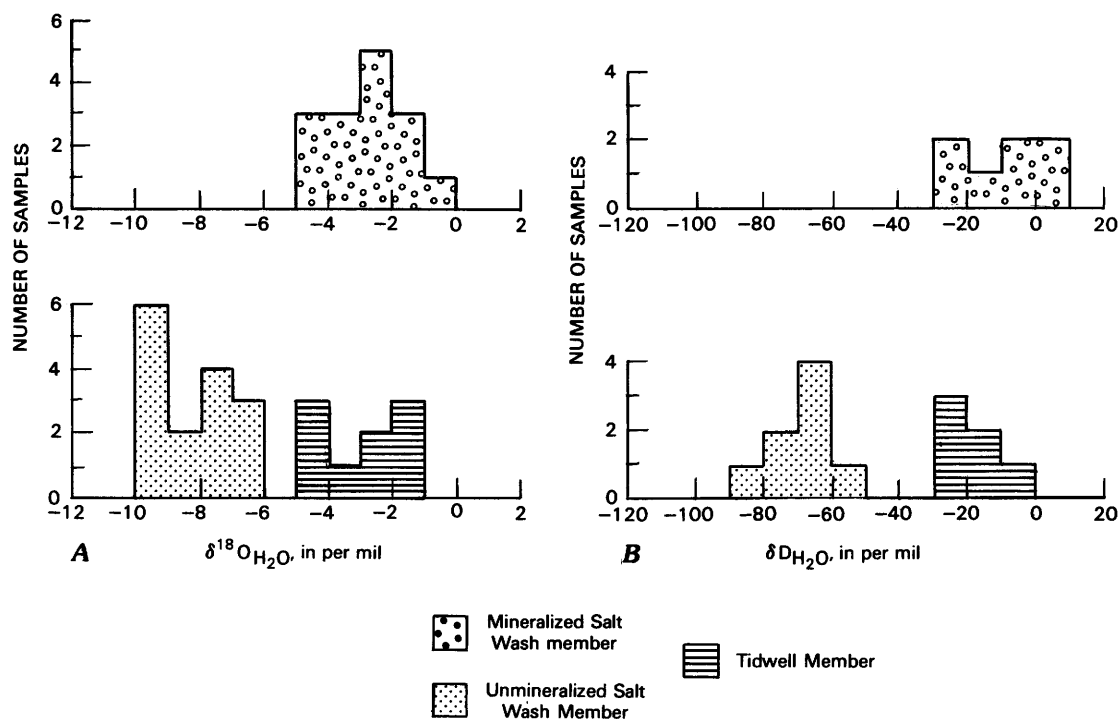 NUMBER OF SAMPLES
6
4
2
0
−12 −10 −8 −6 −4 −2 0 2
NUMBER OF SAMPLES
4
2
0
−120 −100 −80 −60 −40 −20 0 20
6
4
2
0
−12 −10 −8 −6 −4 −2 0 2
A δ¹⁸O_H₂O, in per mil
4
2
0
−120 −100 −80 −60 −40 −20 0 20
B δD_H₂O, in per mil
Mineralized Salt
Wash member
Unmineralized Salt
Wash Member
Tidwell Member